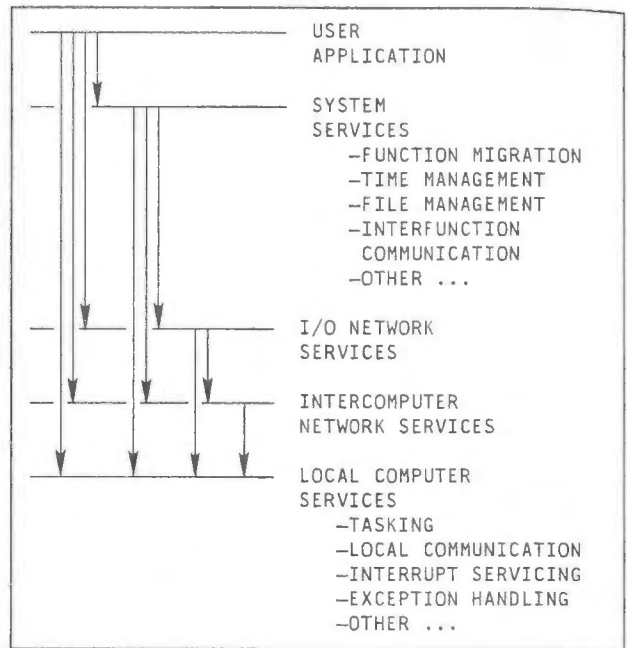 USER
APPLICATION
SYSTEM
SERVICES
—FUNCTION MIGRATION
—TIME MANAGEMENT
—FILE MANAGEMENT
—INTERFUNCTION
COMMUNICATION
—OTHER ...
I/O NETWORK
SERVICES
INTERCOMPUTER
NETWORK SERVICES
LOCAL COMPUTER
SERVICES
—TASKING
—LOCAL COMMUNICATION
—INTERRUPT SERVICING
—EXCEPTION HANDLING
—OTHER ...